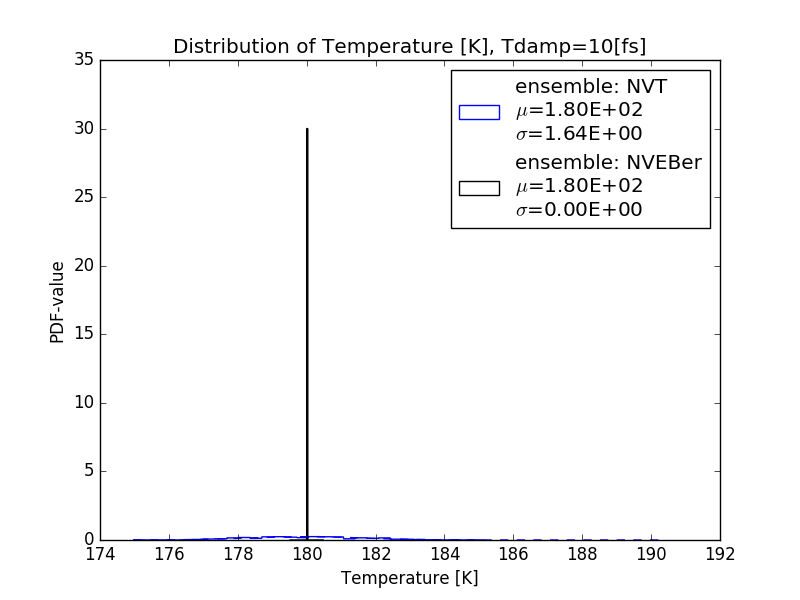 Distribution of Temperature [K], Tdamp=10[fs]
35
30
25
20
15
10
5
0
PDF-value
ensemble: NVT
μ=1.80E+02
σ=1.64E+00
ensemble: NVEBer
μ=1.80E+02
σ=0.00E+00
174 176 178 180 182 184 186 188 190 192
Temperature [K]